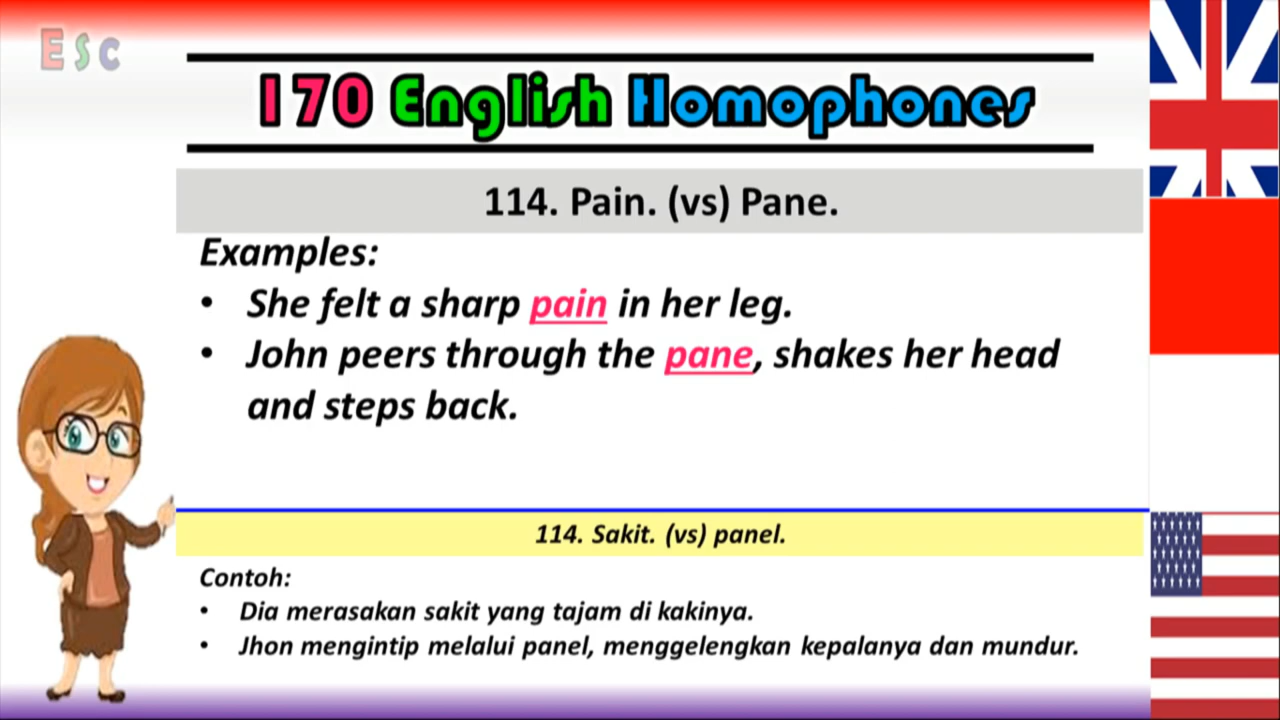 Esc
170 English Homophones
114. Pain. (vs) Pane.
Examples:
• She felt a sharp pain in her leg.
• John peers through the pane, shakes her head
and steps back.
114. Sakit. (vs) panel.
Contoh:
• Dia merasakan sakit yang tajam di kakinya.
• Jhon mengintip melalui panel, menggelengkan kepalanya dan mundur.